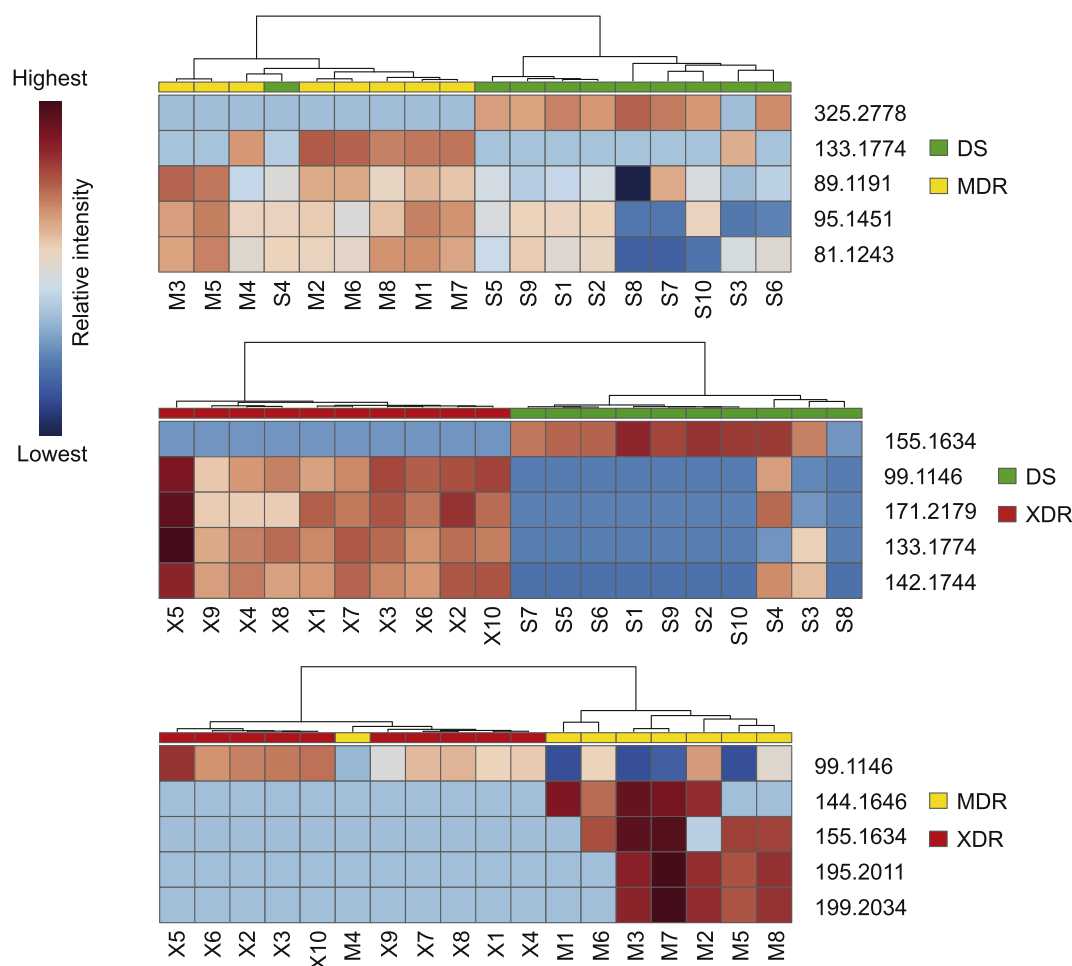 Highest
Relative intensity
Lowest
325.2778
133.1774
89.1191
95.1451
81.1243
DS
MDR
M3 M5 M4 S4 M2 M6 M8 M1 M7 S5 S9 S1 S2 S8 S7 S10 S3 S6
155.1634
99.1146
171.2179
133.1774
142.1744
DS
XDR
X5 X9 X4 X8 X1 X7 X3 X6 X2 X10 S7 S5 S6 S1 S9 S2 S10 S4 S3 S8
99.1146
144.1646
155.1634
195.2011
199.2034
MDR
XDR
X5 X6 X2 X3 X10 M4 X9 X7 X8 X1 X4 M1 M6 M3 M7 M2 M5 M8